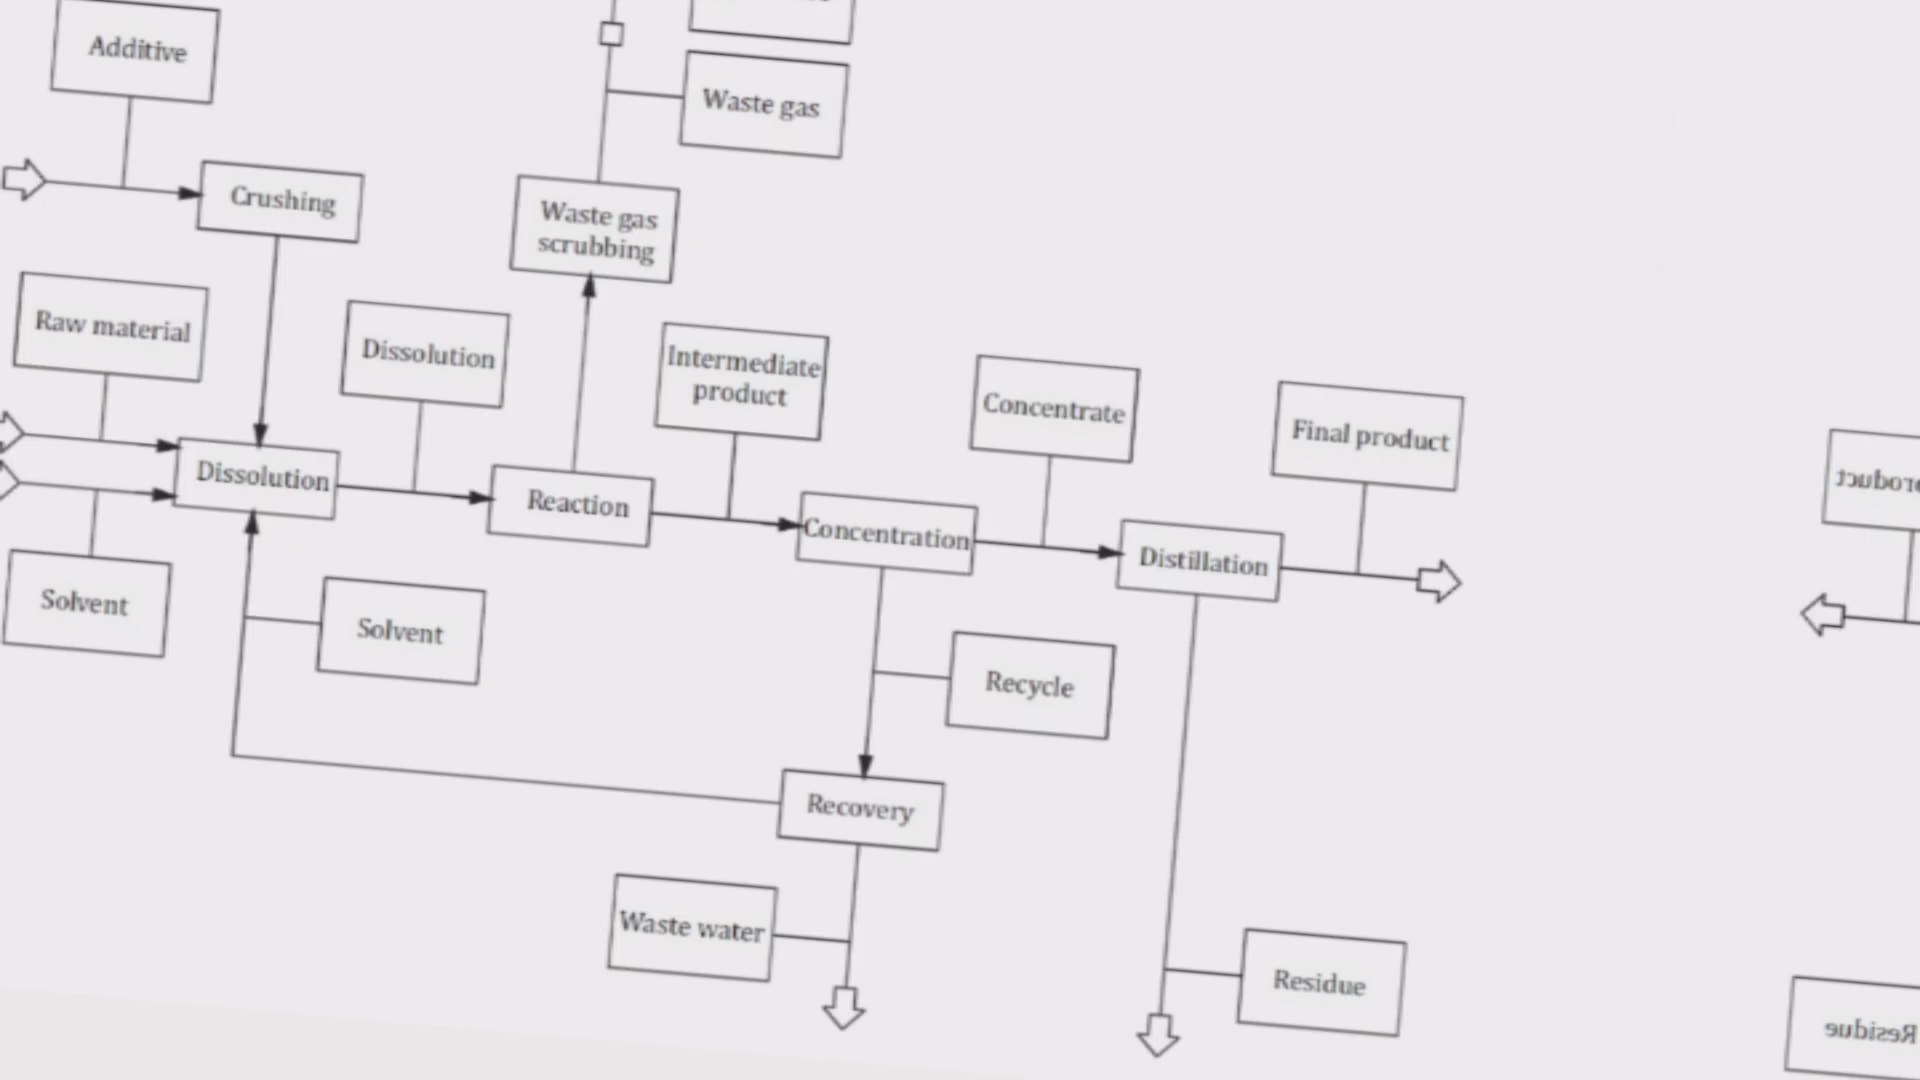 Additive
Waste gas
Crushing
Waste gas
scrubbing
Raw material
Dissolution
Intermediate
product
Concentrate
Final product
Dissolution
Reaction
Concentration
Distillation
Solvent
Solvent
Recycle
Recovery
Waste water
Residue
Residue